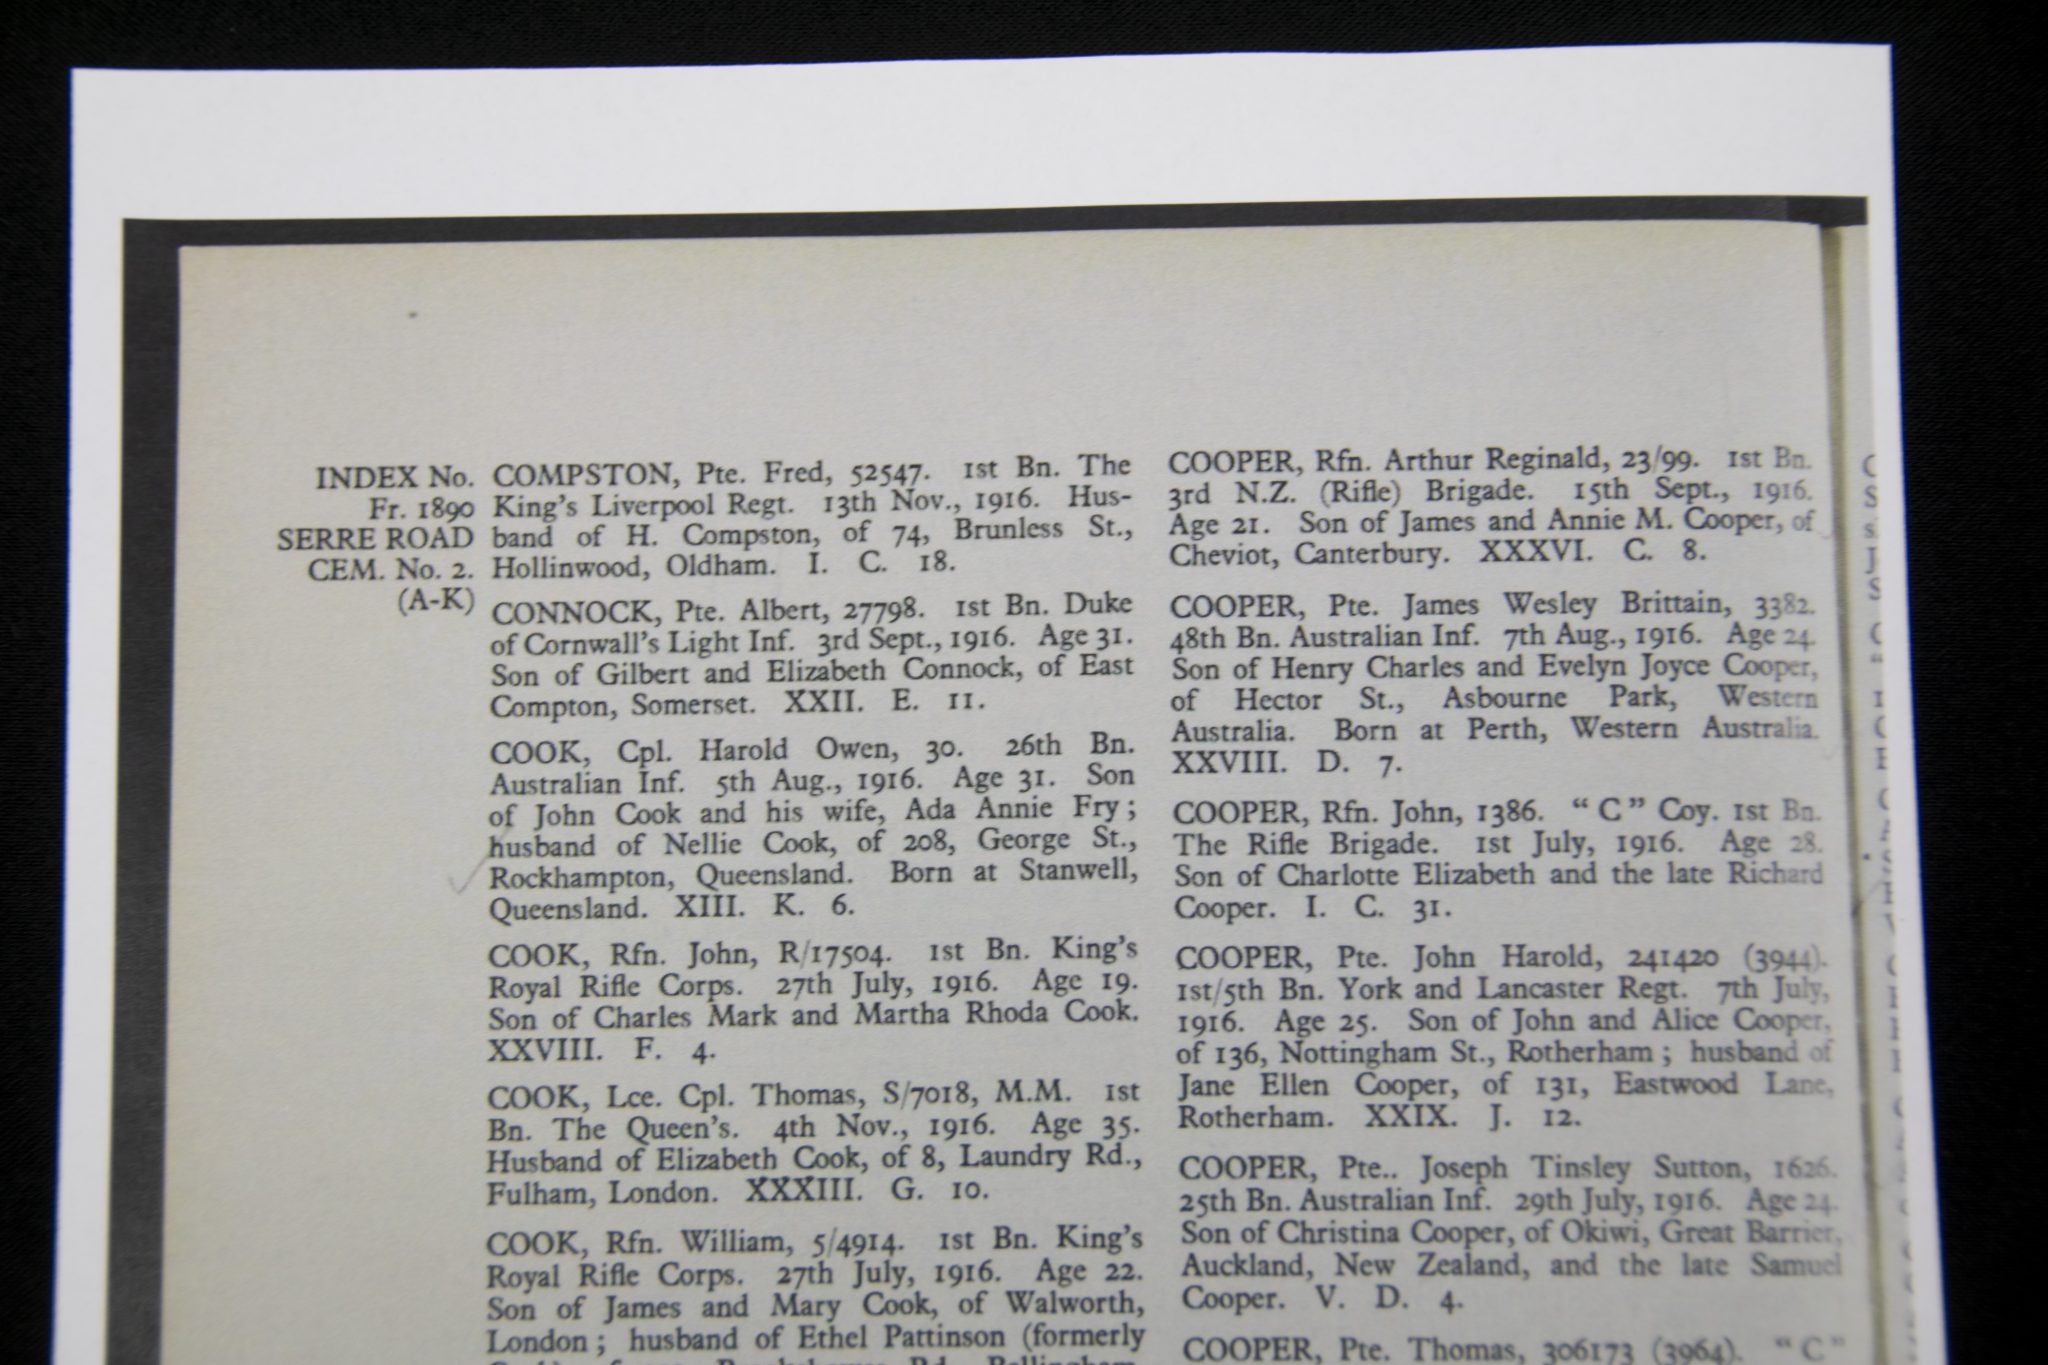 INDEX No.
Fr. 1890
SERRE ROAD
CEM. No. 2.
(A-K)
COMPSTON, Pte. Fred, 52547. 1st Bn. The
King's Liverpool Regt. 13th Nov., 1916. Hus-
band of H. Compston, of 74, Brunless St.,
Hollinwood, Oldham. I. C. 18.
CONNOCK, Pte. Albert, 27798. 1st Bn. Duke
of Cornwall's Light Inf. 3rd Sept., 1916. Age 31.
Son of Gilbert and Elizabeth Connock, of East
Compton, Somerset. XXII. E. 11.
COOK, Cpl. Harold Owen, 30. 26th Bn.
Australian Inf. 5th Aug., 1916. Age 31. Son
of John Cook and his wife, Ada Annie Fry;
husband of Nellie Cook, of 208, George St.,
Rockhampton, Queensland. Born at Stanwell,
Queensland. XIII. K. 6.
COOK, Rfn. John, R/17504. 1st Bn. King's
Royal Rifle Corps. 27th July, 1916. Age 19.
Son of Charles Mark and Martha Rhoda Cook.
XXVIII. F. 4.
COOK, Lce. Cpl. Thomas, S/7018, M.M. 1st
Bn. The Queen's. 4th Nov., 1916. Age 35.
Husband of Elizabeth Cook, of 8, Laundry Rd.,
Fulham, London. XXXIII. G. 10.
COOK, Rfn. William, 5/4914. 1st Bn. King's
Royal Rifle Corps. 27th July, 1916. Age 22.
Son of James and Mary Cook, of Walworth,
London; husband of Ethel Pattinson (formerly
COOPER, Rfn. Arthur Reginald, 23/99. 1st Bn.
3rd N.Z. (Rifle) Brigade. 15th Sept., 1916.
Age 21. Son of James and Annie M. Cooper, of
Cheviot, Canterbury. XXXVI. C. 8.
COOPER, Pte. James Wesley Brittain, 3382.
48th Bn. Australian Inf. 7th Aug., 1916. Age 24.
Son of Henry Charles and Evelyn Joyce Cooper,
of Hector St., Asbourne Park, Western
Australia. Born at Perth, Western Australia.
XXVIII. D. 7.
COOPER, Rfn. John, 1386. "C" Coy. 1st Bn.
The Rifle Brigade. 1st July, 1916. Age 28.
Son of Charlotte Elizabeth and the late Richard
Cooper. I. C. 31.
COOPER, Pte. John Harold, 241420 (3944).
1st/5th Bn. York and Lancaster Regt. 7th July,
1916. Age 25. Son of John and Alice Cooper,
of 136, Nottingham St., Rotherham; husband of
Jane Ellen Cooper, of 131, Eastwood Lane,
Rotherham. XXIX. J. 12.
COOPER, Pte.. Joseph Tinsley Sutton, 1626.
25th Bn. Australian Inf. 29th July, 1916. Age 24.
Son of Christina Cooper, of Okiwi, Great Barrier,
Auckland, New Zealand, and the late Samuel
Cooper. V. D. 4.
COOPER, Pte. Thomas, 306173 (3964). "C"